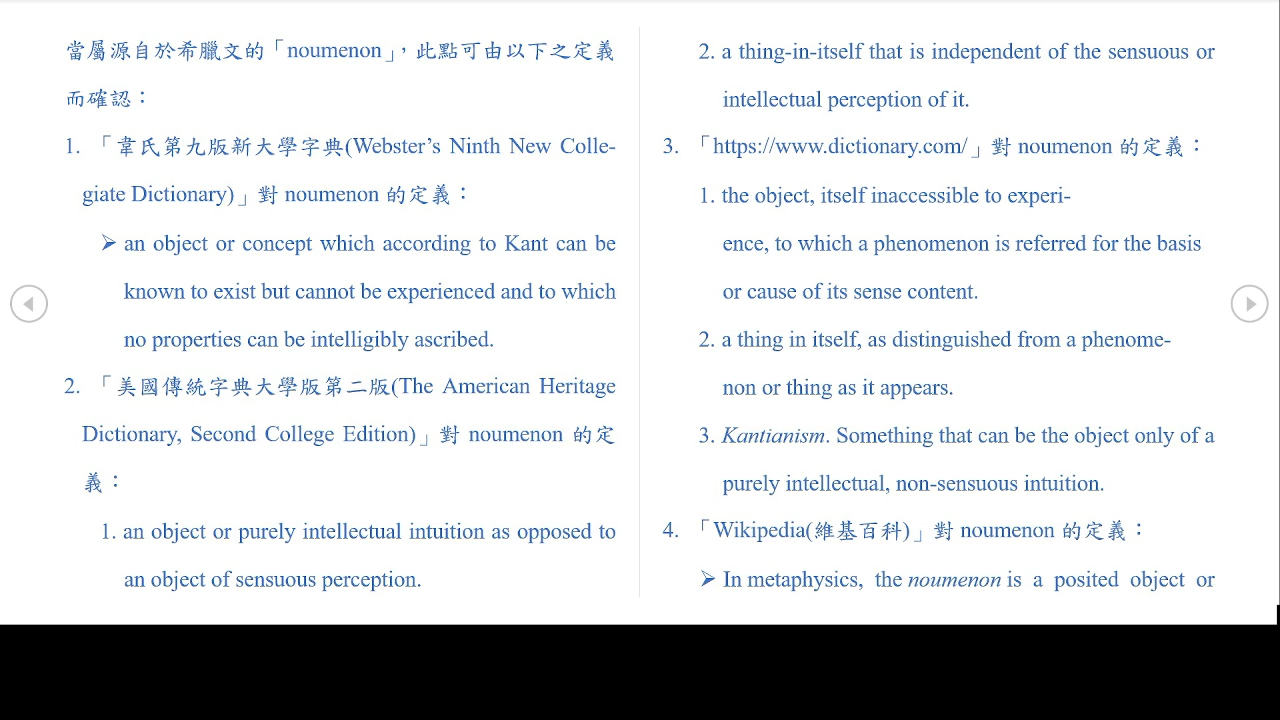 當屬源自於希臘文的「noumenon」，此點可由以下之定義
而確認：
1. 「韋氏第九版新大學字典(Webster’s Ninth New Colle-
giate Dictionary)」對 noumenon 的定義：
➢ an object or concept which according to Kant can be
known to exist but cannot be experienced and to which
no properties can be intelligibly ascribed.
2. 「美國傳統字典大學版第二版(The American Heritage
Dictionary, Second College Edition)」對 noumenon 的定
義：
1. an object or purely intellectual intuition as opposed to
an object of sensuous perception.
2. a thing-in-itself that is independent of the sensuous or
intellectual perception of it.
3. 「https://www.dictionary.com/」對 noumenon 的定義：
1. the object, itself inaccessible to experi-
ence, to which a phenomenon is referred for the basis
or cause of its sense content.
2. a thing in itself, as distinguished from a phenome-
non or thing as it appears.
3. Kantianism. Something that can be the object only of a
purely intellectual, non-sensuous intuition.
4. 「Wikipedia(維基百科)」對 noumenon 的定義：
➢ In metaphysics, the noumenon is a posited object or